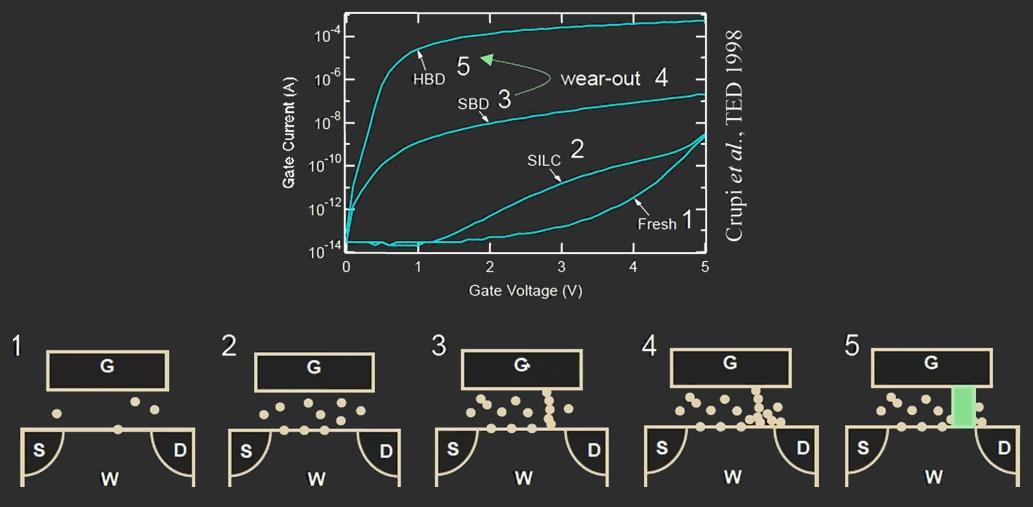 10-4
10-6
10-8
10-10
10-12
10-14
Gate Current (A)
HBD 5
wear-out 4
SBD 3
SILC 2
Fresh 1
0 1 2 3 4 5
Gate Voltage (V)
Crupi et al., TED 1998
1 2 3 4 5
G G G G G
S D S D S D S D S D
W W W W W